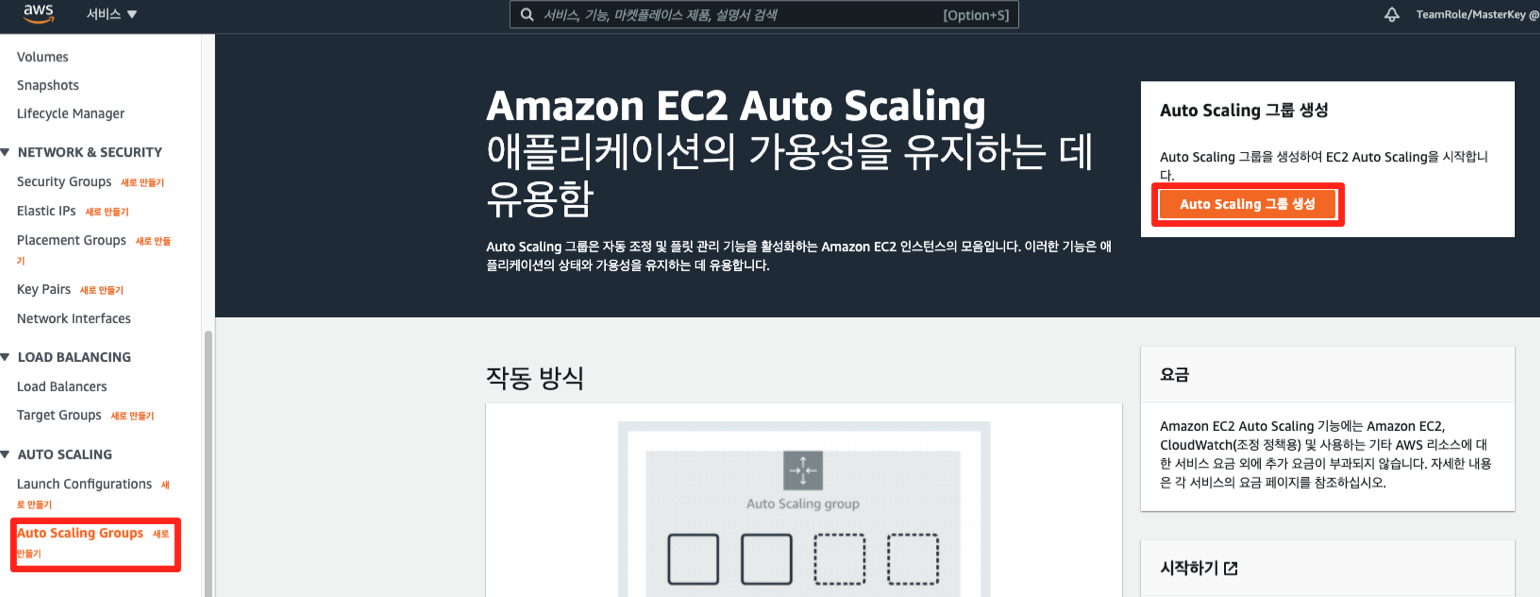 aws
서비스
서비스, 기능, 마켓플레이스 제품, 설명서 검색
[Option+S]
TeamRole/MasterKey @
Volumes
Snapshots
Lifecycle Manager
NETWORK & SECURITY
Security Groups 새로 만들기
Elastic IPs 새로 만들기
Placement Groups 새로 만들
기
Key Pairs 새로 만들기
Network Interfaces
LOAD BALANCING
Load Balancers
Target Groups 새로 만들기
AUTO SCALING
Launch Configurations 새
로 만들기
Auto Scaling Groups 새로
만들기
Amazon EC2 Auto Scaling
애플리케이션의 가용성을 유지하는 데
유용함
Auto Scaling 그룹은 자동 조정 및 플릿 관리 기능을 활성화하는 Amazon EC2 인스턴스의 모음입니다. 이러한 기능은 애
플리케이션의 상태와 가용성을 유지하는 데 유용합니다.
Auto Scaling 그룹 생성
Auto Scaling 그룹을 생성하여 EC2 Auto Scaling을 시작합니
다.
Auto Scaling 그룹 생성
작동 방식
Auto Scaling group
요금
Amazon EC2 Auto Scaling 기능에는 Amazon EC2,
CloudWatch(조정 정책용) 및 사용하는 기타 AWS 리소스에 대
한 서비스 요금 외에 추가 요금이 부과되지 않습니다. 자세한 내용
은 각 서비스의 요금 페이지를 참조하십시오.
시작하기